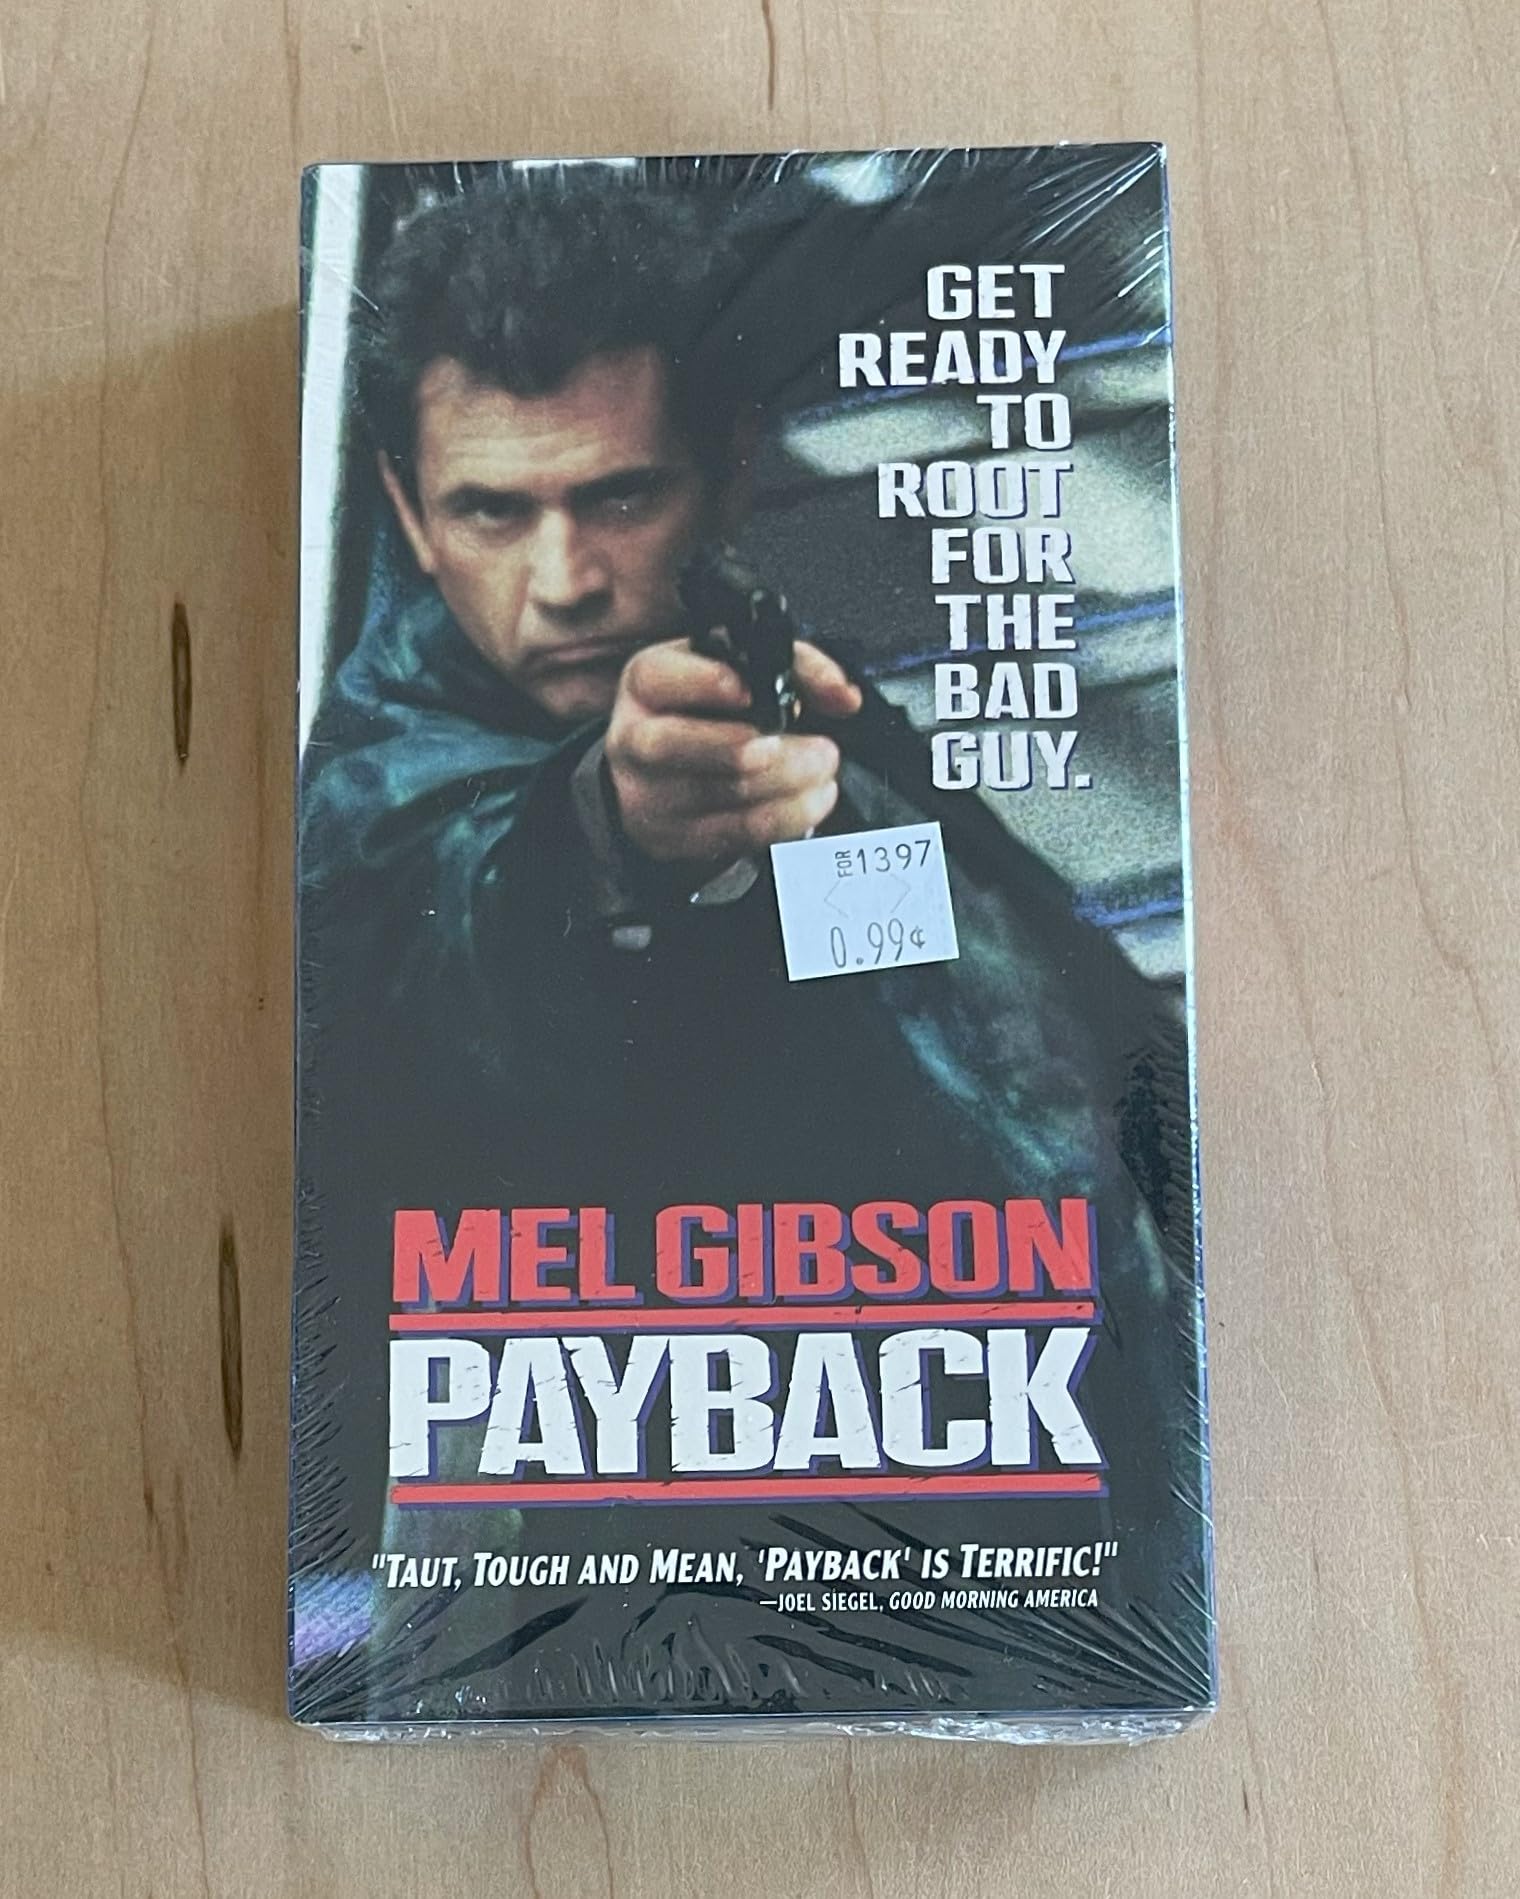 GET
READY
TO
ROOT
FOR
THE
BAD
GUY.
FOR 1397
0.99¢
MEL GIBSON
PAYBACK
"TAUT, TOUGH AND MEAN, 'PAYBACK' IS TERRIFIC!"
—JOEL SIEGEL, GOOD MORNING AMERICA